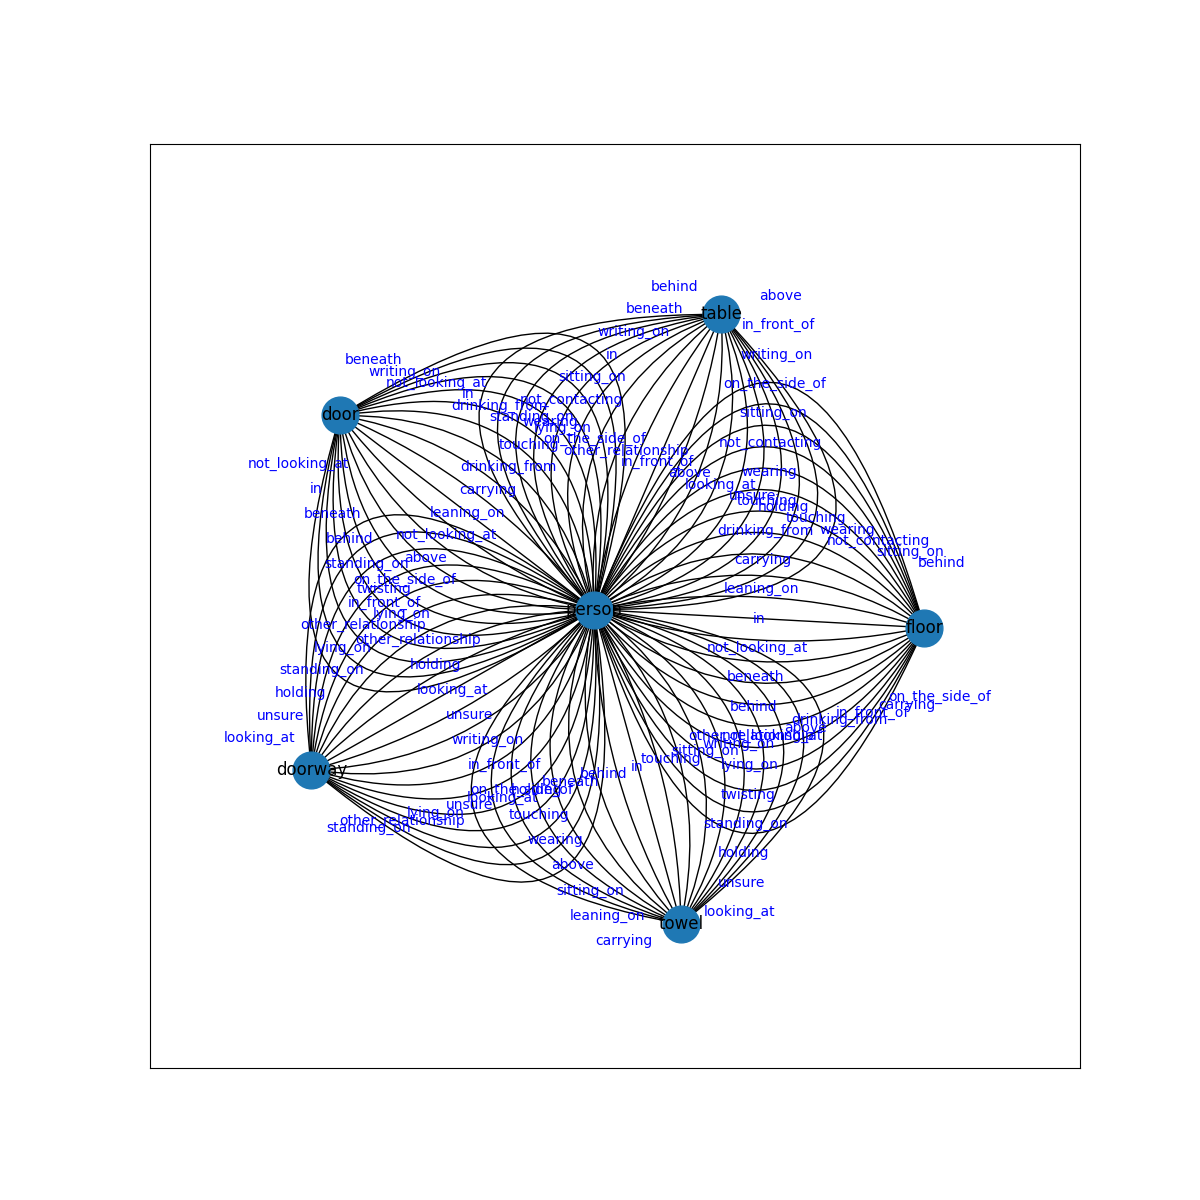 behind
above
beneath
table
in_front_of
writing_on
in
writing_on
beneath
writing_on
not_looking_at
sitting_on
on_the_side_of
in
not_contacting
drinking_from
door
standing_on
sitting_on
wearing
lying_on
on_the_side_of
touching
not_contacting
other_relationship
in_front_of
not_looking_at
drinking_from
above
wearing
looking_at
in
carrying
unsure
touching
holding
beneath
leaning_on
touching
behind
not_looking_at
drinking_from
wearing
not_contacting
sitting_on
standing_on
above
carrying
behind
on_the_side_of
twisting
leaning_on
in_front_of
lying_on
person
in
other_relationship
floor
lying_on
other_relationship
not_looking_at
standing_on
holding
beneath
holding
looking_at
on_the_side_of
unsure
unsure
behind
carrying
in_front_of
drinking_from
looking_at
writing_on
above
other_relationship
not_looking_at
writing_on
sitting_on
touching
doorway
in_front_of
in
lying_on
behind
beneath
on_the_side_of
holding
twisting
looking_at
unsure
lying_on
touching
other_relationship
standing_on
standing_on
wearing
holding
above
unsure
sitting_on
looking_at
leaning_on
towel
carrying